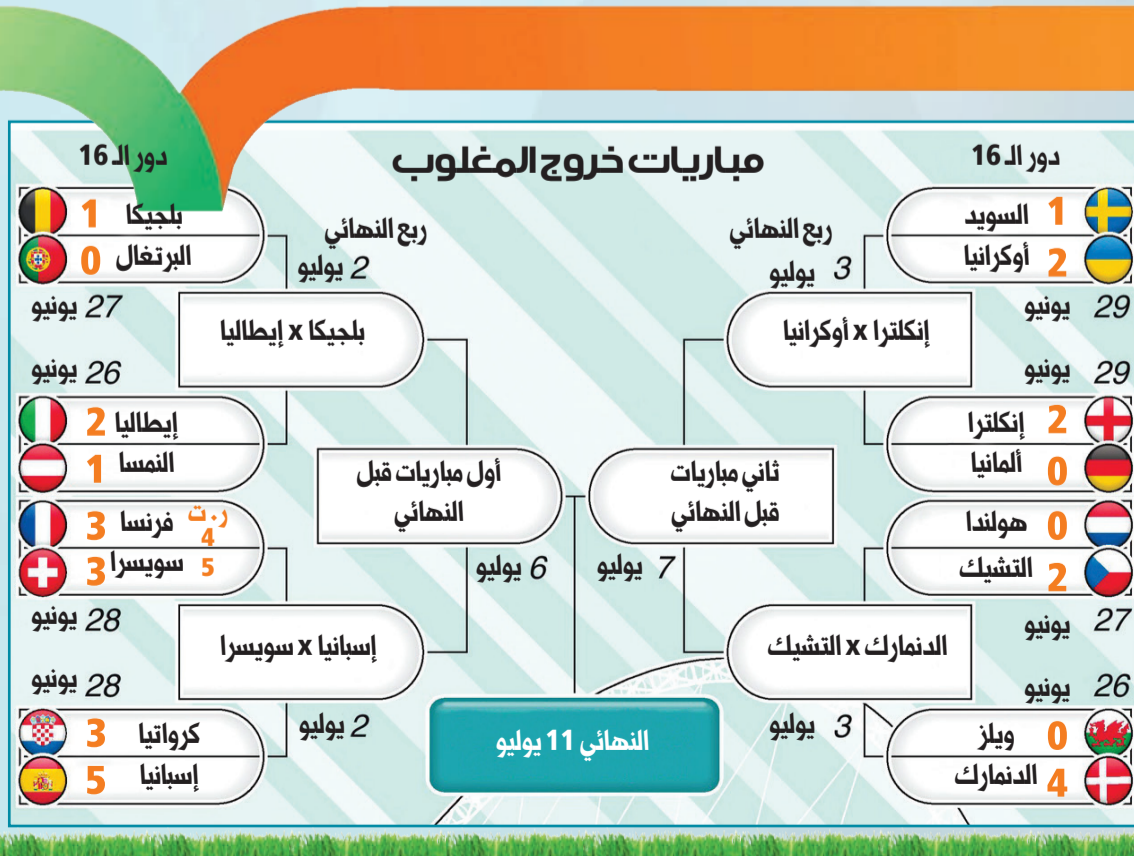 مباريات خروج المغلوب
دور الـ 16
السويد 1
أوكرانيا 2
29 يونيو
29 يونيو
إنكلترا 2
ألمانيا 0
هولندا 0
التشيك 2
27 يونيو
26 يونيو
ويلز 0
الدنمارك 4
ربع النهائي
3 يوليو
إنكلترا x أوكرانيا
ثاني مباريات
قبل النهائي
7 يوليو
الدنمارك x التشيك
3 يوليو
دور الـ 16
بلجيكا 1
البرتغال 0
27 يونيو
26 يونيو
إيطاليا 2
النمسا 1
ر.ت
فرنسا 3 4
سويسرا 3 5
28 يونيو
28 يونيو
كرواتيا 3
إسبانيا 5
ربع النهائي
2 يوليو
بلجيكا x إيطاليا
أول مباريات قبل
النهائي
6 يوليو
إسبانيا x سويسرا
2 يوليو
النهائي 11 يوليو